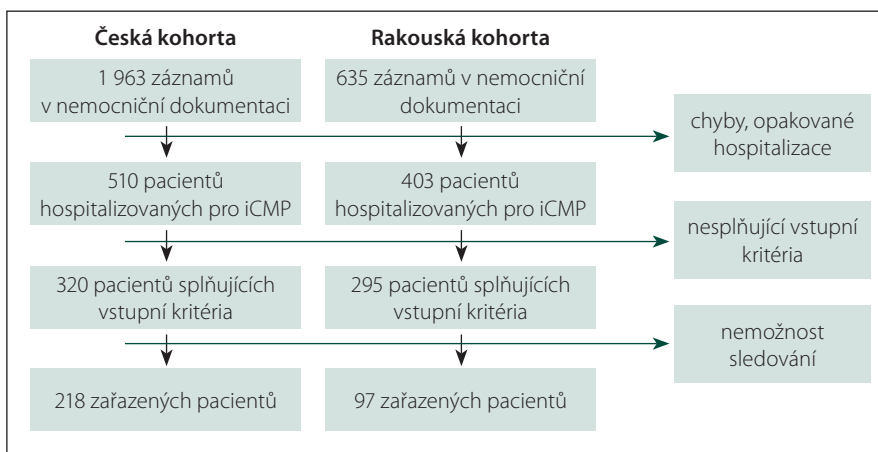 Česká kohorta
Rakouská kohorta
1 963 záznamů
v nemocniční dokumentaci
635 záznamů v nemocniční
dokumentaci
chyby, opakované
hospitalizace
510 pacientů
hospitalizovaných pro iCMP
403 pacientů
hospitalizovaných pro iCMP
nesplňující vstupní
kritéria
320 pacientů splňujících
vstupní kritéria
295 pacientů splňujících
vstupní kritéria
nemožnost
sledování
218 zařazených pacientů
97 zařazených pacientů